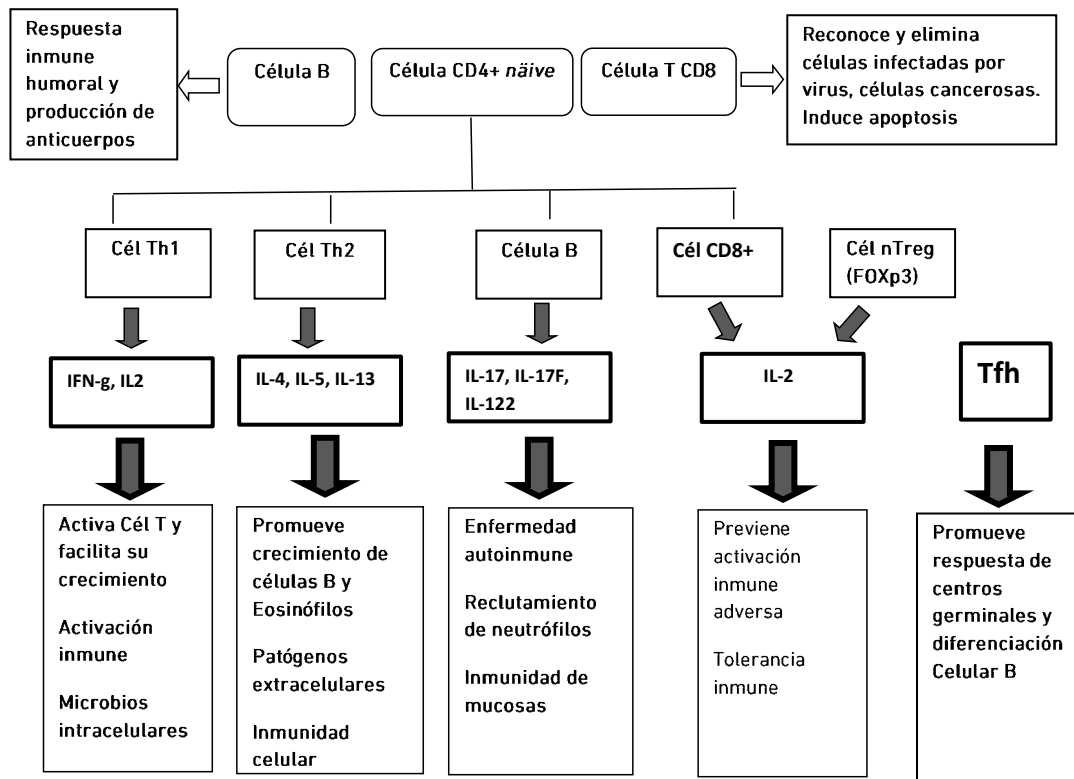 Respuesta
inmune
humoral y
producción de
anticuerpos
Célula B
Célula CD4+ näive
Célula T CD8
Reconoce y elimina
células infectadas por
virus, células cancerosas.
Induce apoptosis
Cél Th1
Cél Th2
Célula B
Cél CD8+
Cél nTreg
(FOXp3)
IFN-g, IL2
IL-4, IL-5, IL-13
IL-17, IL-17F,
IL-122
IL-2
Tfh
Activa Cél T y
facilita su
crecimiento
Activación
inmune
Microbios
intracelulares
Promueve
crecimiento de
células B y
Eosinófilos
Patógenos
extracelulares
Inmunidad
celular
Enfermedad
autoinmune
Reclutamiento
de neutrófilos
Inmunidad de
mucosas
Previene
activación
inmune
adversa
Tolerancia
inmune
Promueve
respuesta de
centros
germinales y
diferenciación
Celular B